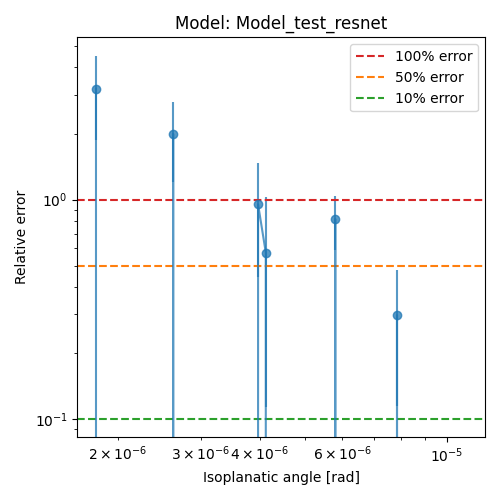 Model: Model_test_resnet
100% error
50% error
10% error
Relative error
10⁰
10⁻¹
2 × 10⁻⁶
3 × 10⁻⁶
4 × 10⁻⁶
6 × 10⁻⁶
10⁻⁵
Isoplanatic angle [rad]